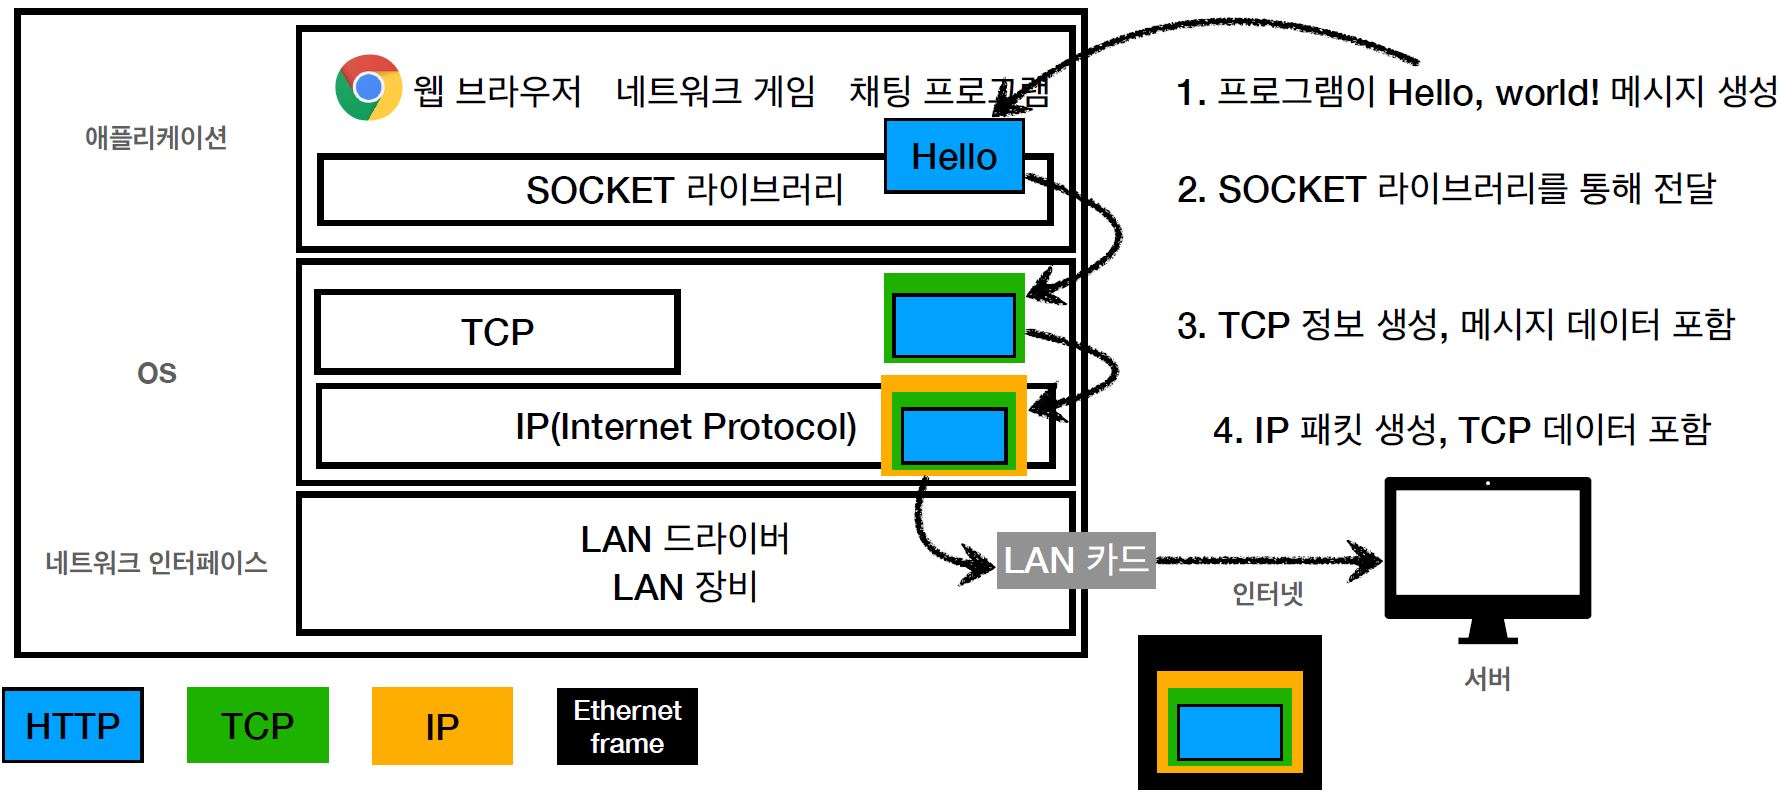 웹 브라우저 네트워크 게임 채팅 프로그램
1. 프로그램이 Hello, world! 메시지 생성
애플리케이션
Hello
SOCKET 라이브러리
2. SOCKET 라이브러리를 통해 전달
TCP
3. TCP 정보 생성, 메시지 데이터 포함
OS
IP(Internet Protocol)
4. IP 패킷 생성, TCP 데이터 포함
네트워크 인터페이스
LAN 드라이버
LAN 장비
LAN 카드
인터넷
서버
HTTP
TCP
IP
Ethernet
frame